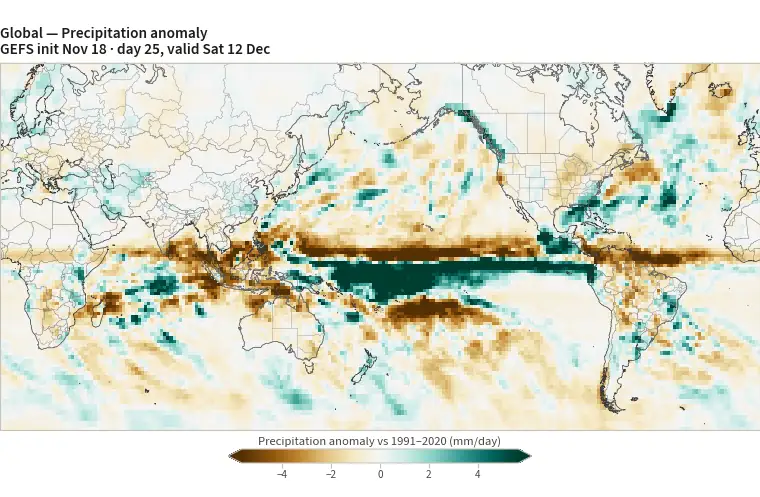 Global — Precipitation anomaly
GEFS init Nov 18 · day 25, valid Sat 12 Dec
Precipitation anomaly vs 1991–2020 (mm/day)
−4 −2 0 2 4